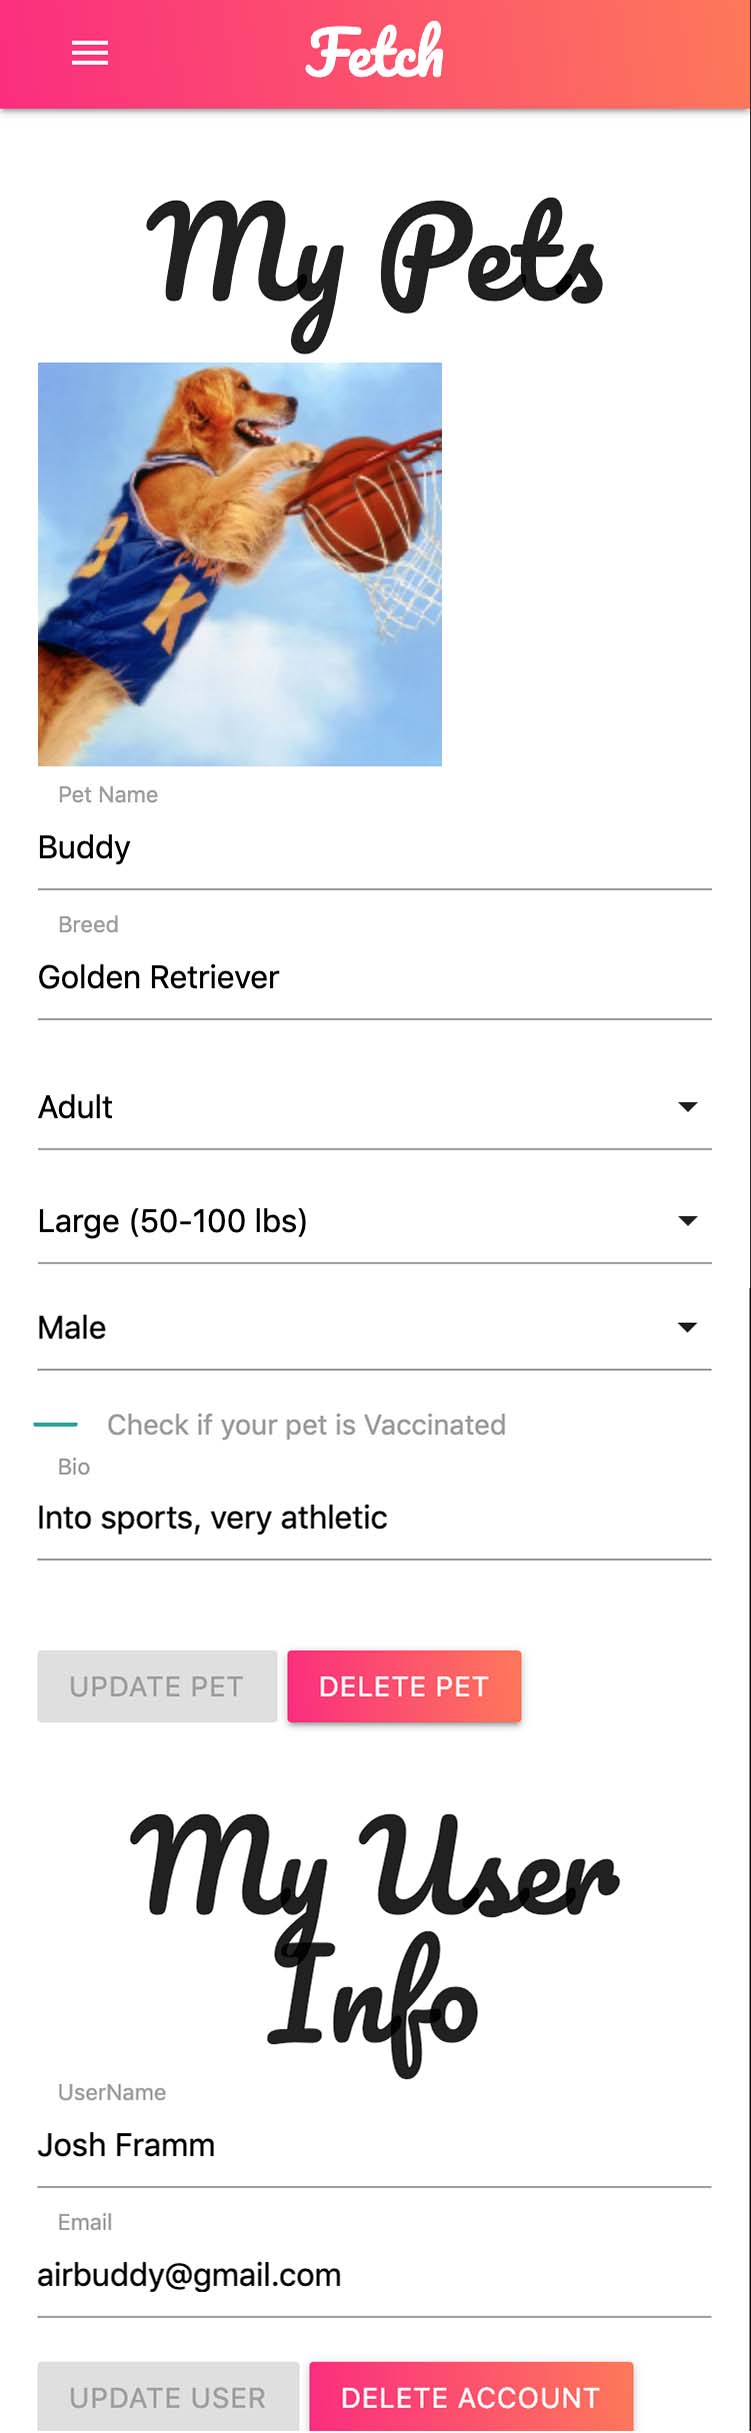 Fetch
My Pets
B
K
Pet Name
Buddy
Breed
Golden Retriever
Adult
Large (50-100 lbs)
Male
Check if your pet is Vaccinated
Bio
Into sports, very athletic
UPDATE PET DELETE PET
My User
Info
UserName
Josh Framm
Email
airbuddy@gmail.com
UPDATE USER DELETE ACCOUNT